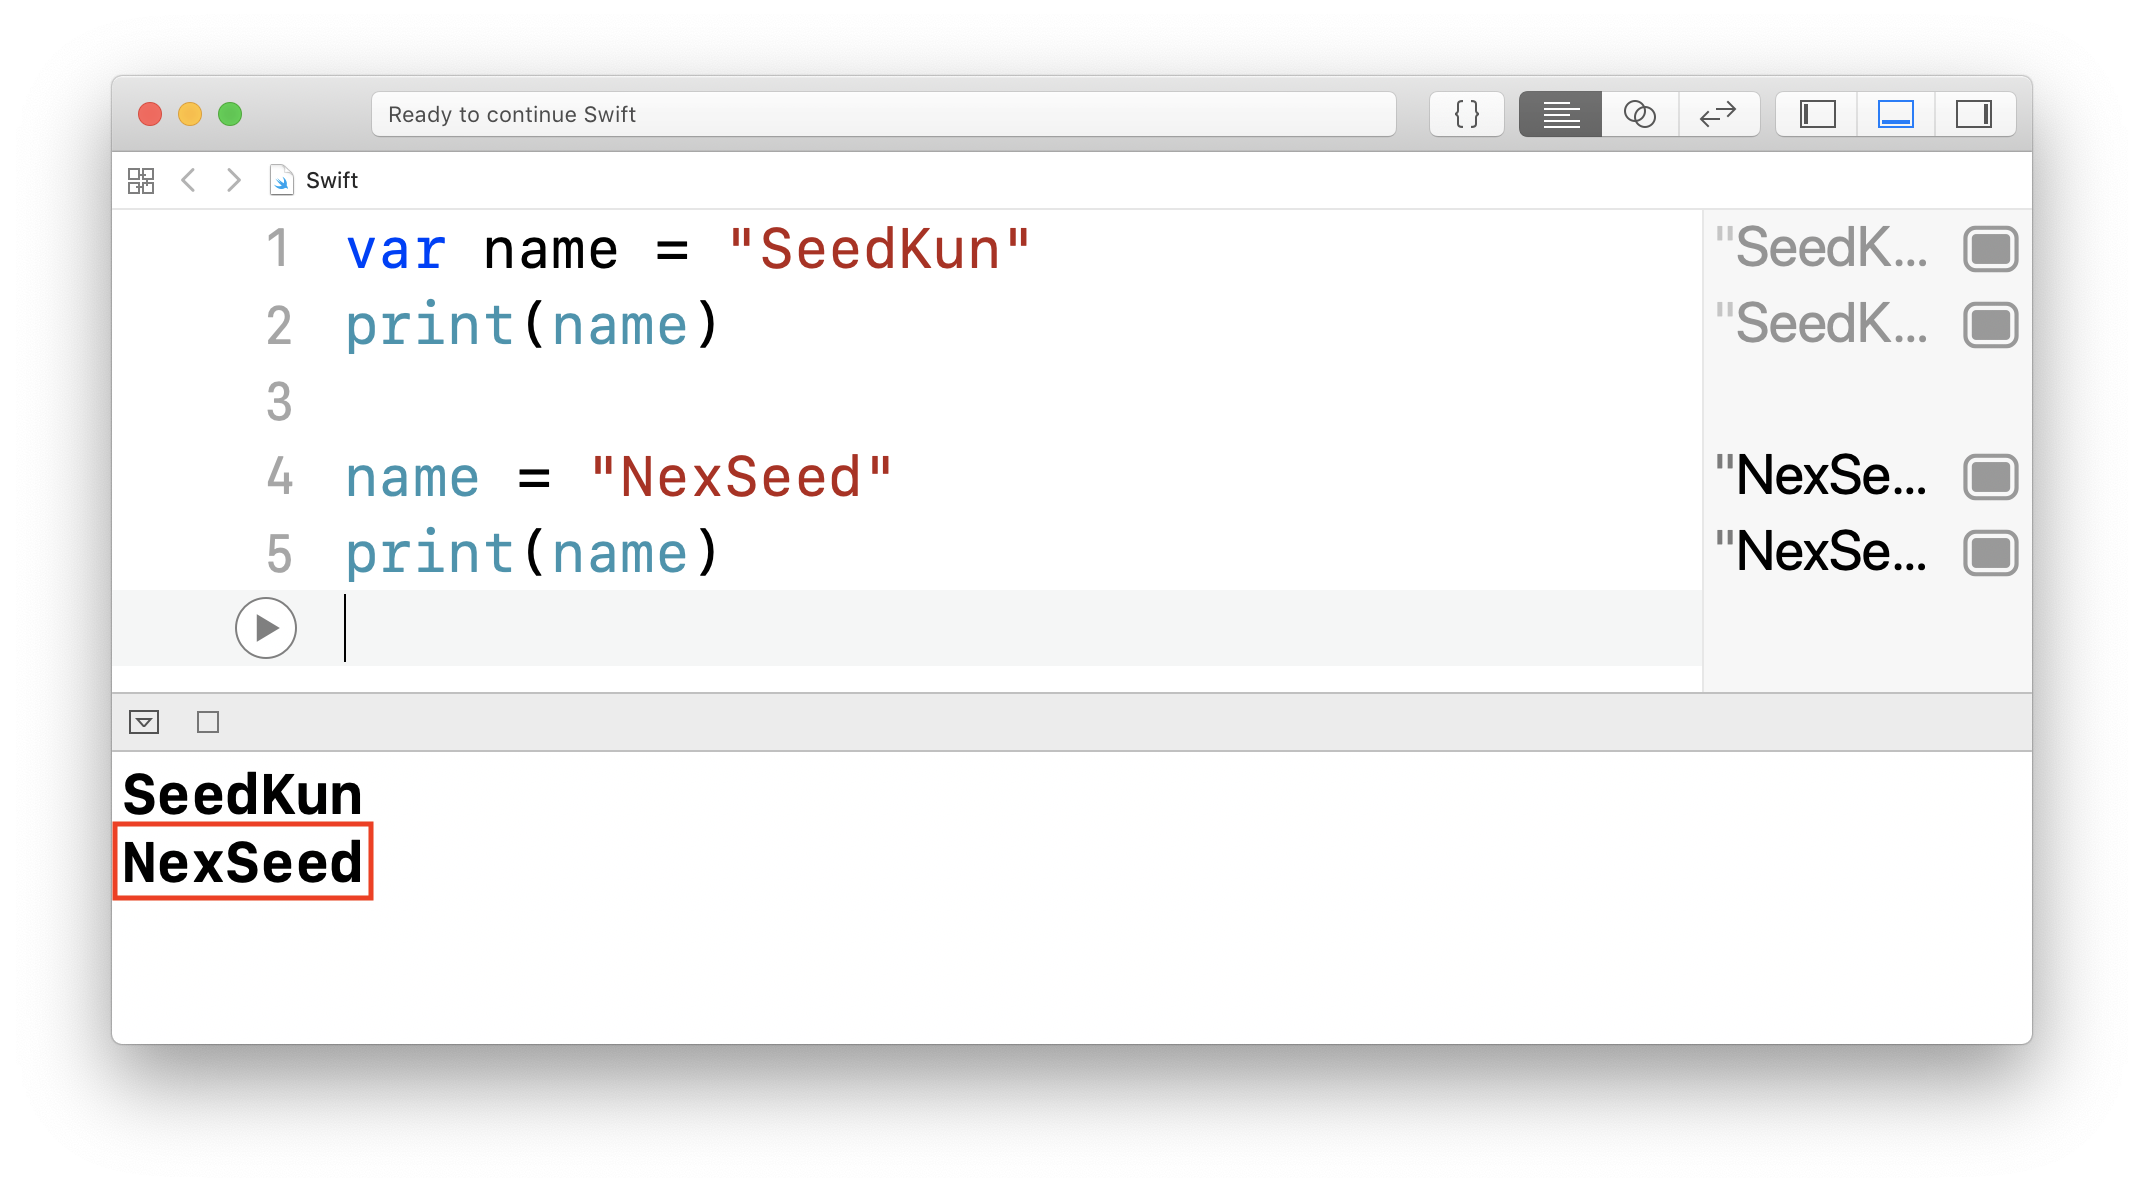 Ready to continue Swift
{ }
Swift
1 var name = "SeedKun" "SeedK...
2 print(name) "SeedK...
3
4 name = "NexSeed" "NexSe...
5 print(name) "NexSe...
SeedKun
NexSeed